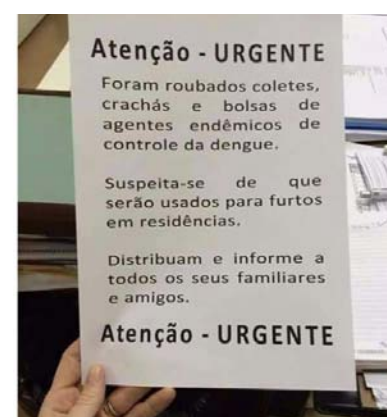 Atenção - URGENTE
Foram roubados coletes,
crachás e bolsas de
agentes endêmicos de
controle da dengue.
Suspeita-se de que
serão usados para furtos
em residências.
Distribuam e informe a
todos os seus familiares
e amigos.
Atenção - URGENTE